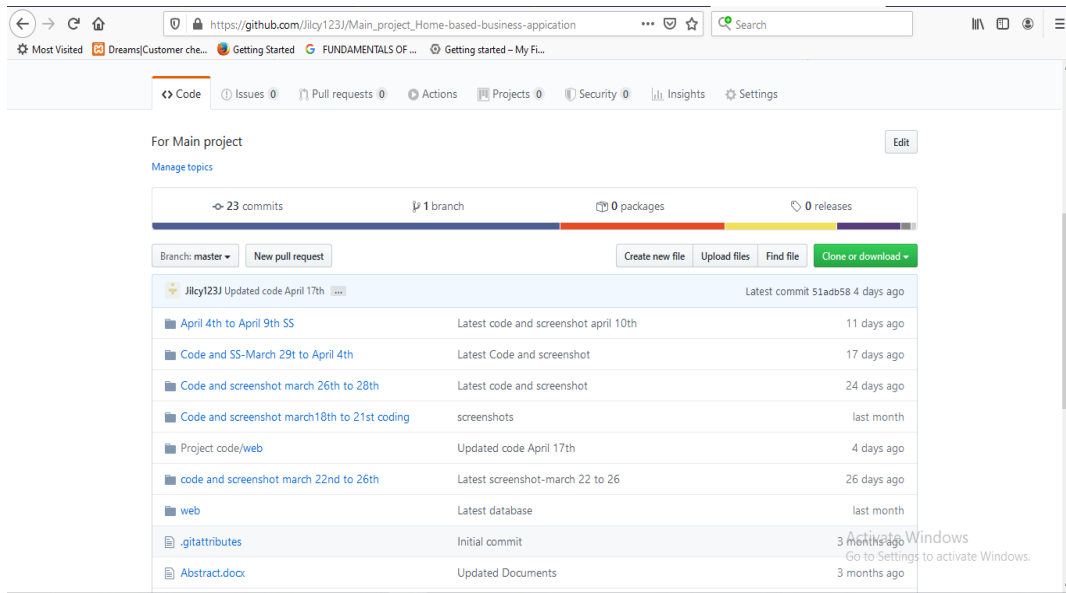 https://github.com/Jilcy123J/Main_project_Home-based-business-appication ··· Search
Most Visited Dreams|Customer che... Getting Started FUNDAMENTALS OF ... Getting started – My Fi...
Code Issues 0 Pull requests 0 Actions Projects 0 Security 0 Insights Settings
For Main project Edit
Manage topics
23 commits 1 branch 0 packages 0 releases
Branch: master New pull request Create new file Upload files Find file Clone or download
Jilcy123J Updated code April 17th ... Latest commit 51adb58 4 days ago
April 4th to April 9th SS Latest code and screenshot april 10th 11 days ago
Code and SS-March 29t to April 4th Latest Code and screenshot 17 days ago
Code and screenshot march 26th to 28th Latest code and screenshot 24 days ago
Code and screenshot march18th to 21st coding screenshots last month
Project code/web Updated code April 17th 4 days ago
code and screenshot march 22nd to 26th Latest screenshot-march 22 to 26 26 days ago
web Latest database last month
.gitattributes Initial commit 3 months ago
Activate Windows
Go to Settings to activate Windows.
Abstract.docx Updated Documents 3 months ago